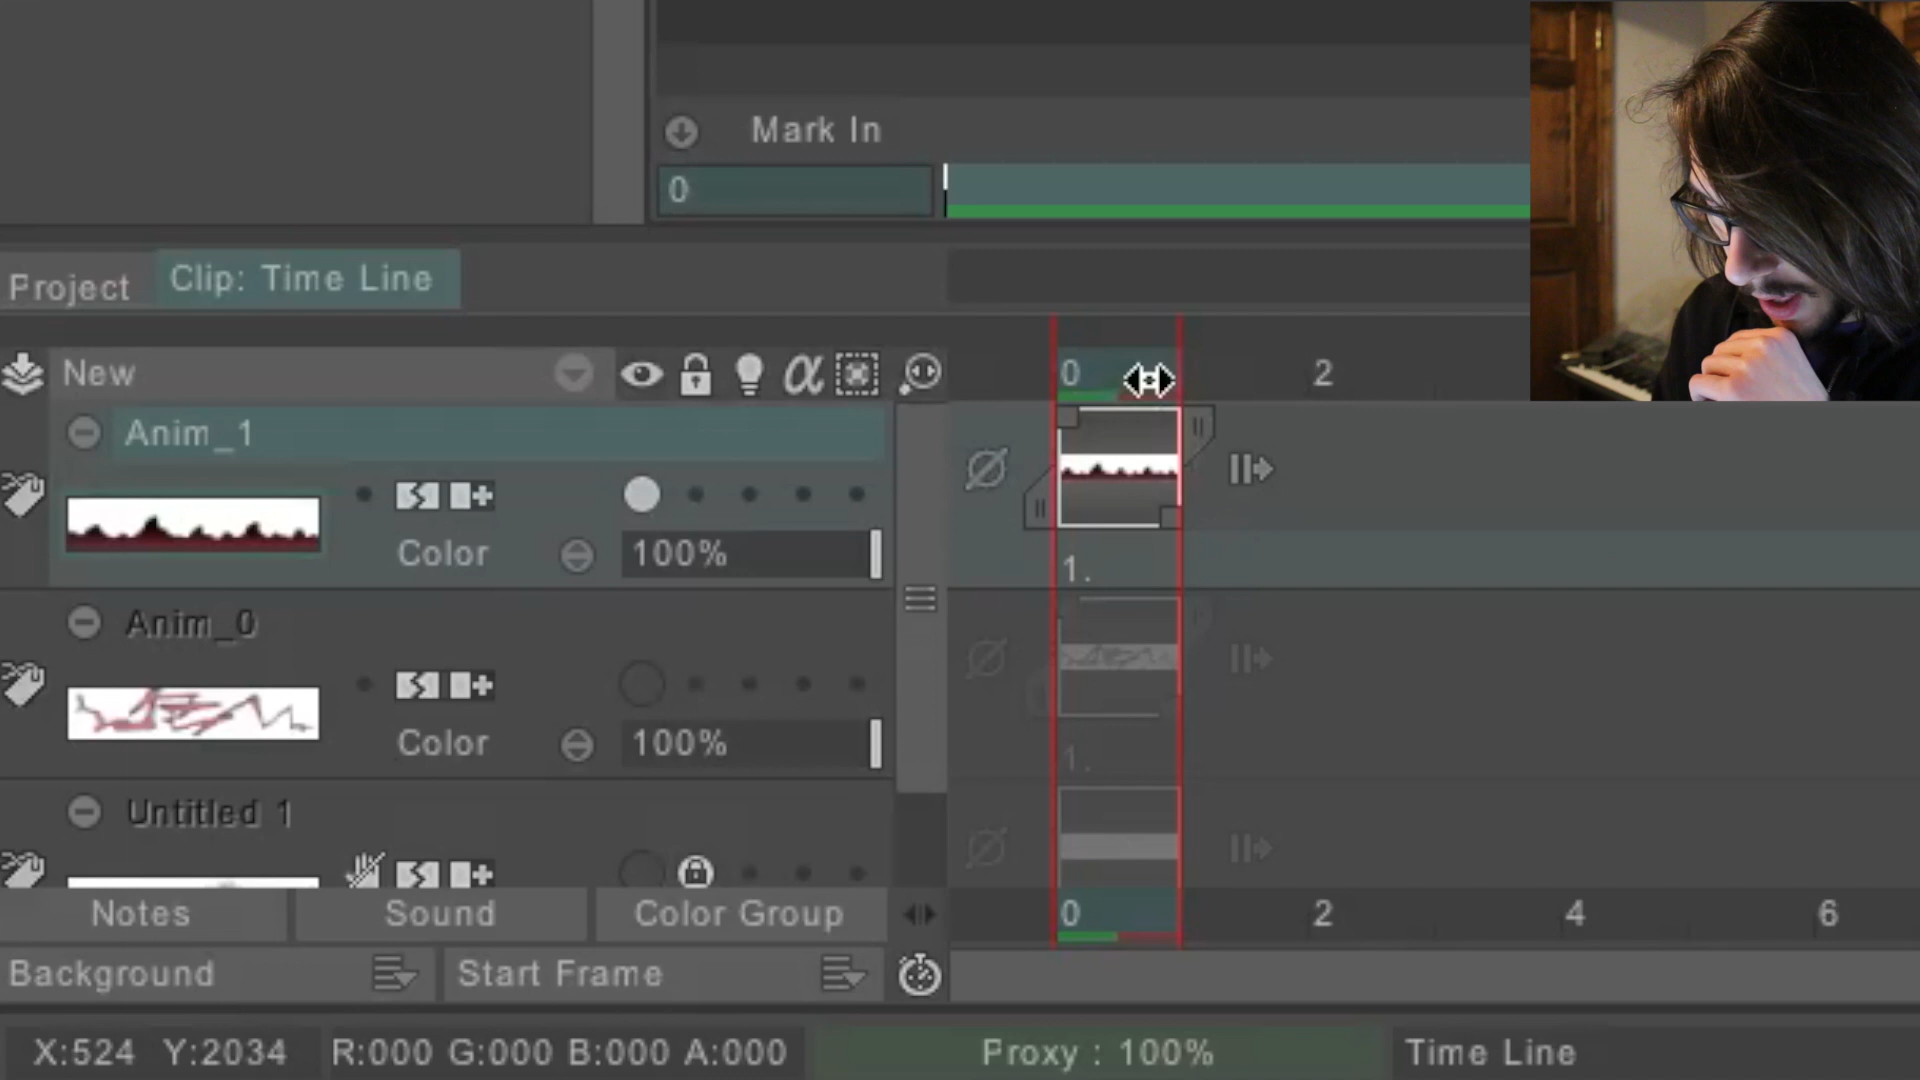 Mark In
0
Project
Clip: Time Line
New
0
2
Anim_1
Color
100%
1.
Anim_0
Color
100%
1.
Untitled 1
Notes
Sound
Color Group
0
2
4
6
Background
Start Frame
X:524 Y:2034
R:000 G:000 B:000 A:000
Proxy : 100%
Time Line